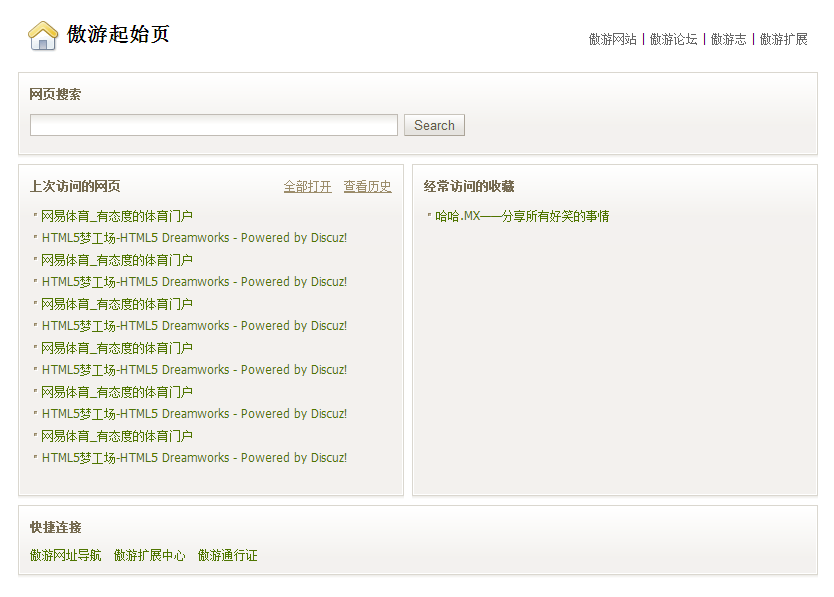 傲游起始页
傲游网站 | 傲游论坛 | 傲游志 | 傲游扩展
网页搜索
Search
上次访问的网页 全部打开 查看历史
网易体育_有态度的体育门户
HTML5梦工场-HTML5 Dreamworks - Powered by Discuz!
网易体育_有态度的体育门户
HTML5梦工场-HTML5 Dreamworks - Powered by Discuz!
网易体育_有态度的体育门户
HTML5梦工场-HTML5 Dreamworks - Powered by Discuz!
网易体育_有态度的体育门户
HTML5梦工场-HTML5 Dreamworks - Powered by Discuz!
网易体育_有态度的体育门户
HTML5梦工场-HTML5 Dreamworks - Powered by Discuz!
网易体育_有态度的体育门户
HTML5梦工场-HTML5 Dreamworks - Powered by Discuz!
经常访问的收藏
哈哈.MX——分享所有好笑的事情
快捷连接
傲游网址导航 傲游扩展中心 傲游通行证